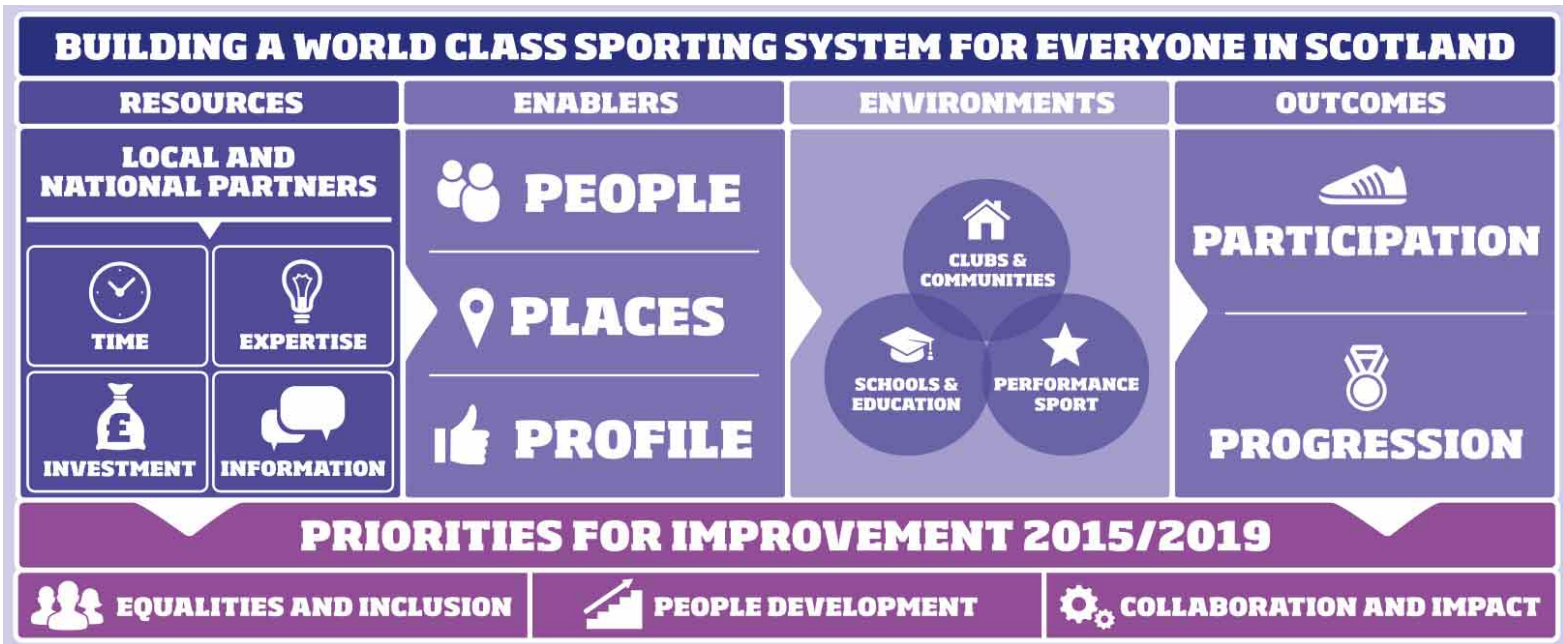 BUILDING A WORLD CLASS SPORTING SYSTEM FOR EVERYONE IN SCOTLAND
RESOURCES
LOCAL AND
NATIONAL PARTNERS
TIME
EXPERTISE
£
INVESTMENT
INFORMATION
ENABLERS
PEOPLE
PLACES
PROFILE
ENVIRONMENTS
CLUBS &
COMMUNITIES
SCHOOLS &
EDUCATION
PERFORMANCE
SPORT
OUTCOMES
PARTICIPATION
PROGRESSION
PRIORITIES FOR IMPROVEMENT 2015/2019
EQUALITIES AND INCLUSION
PEOPLE DEVELOPMENT
COLLABORATION AND IMPACT